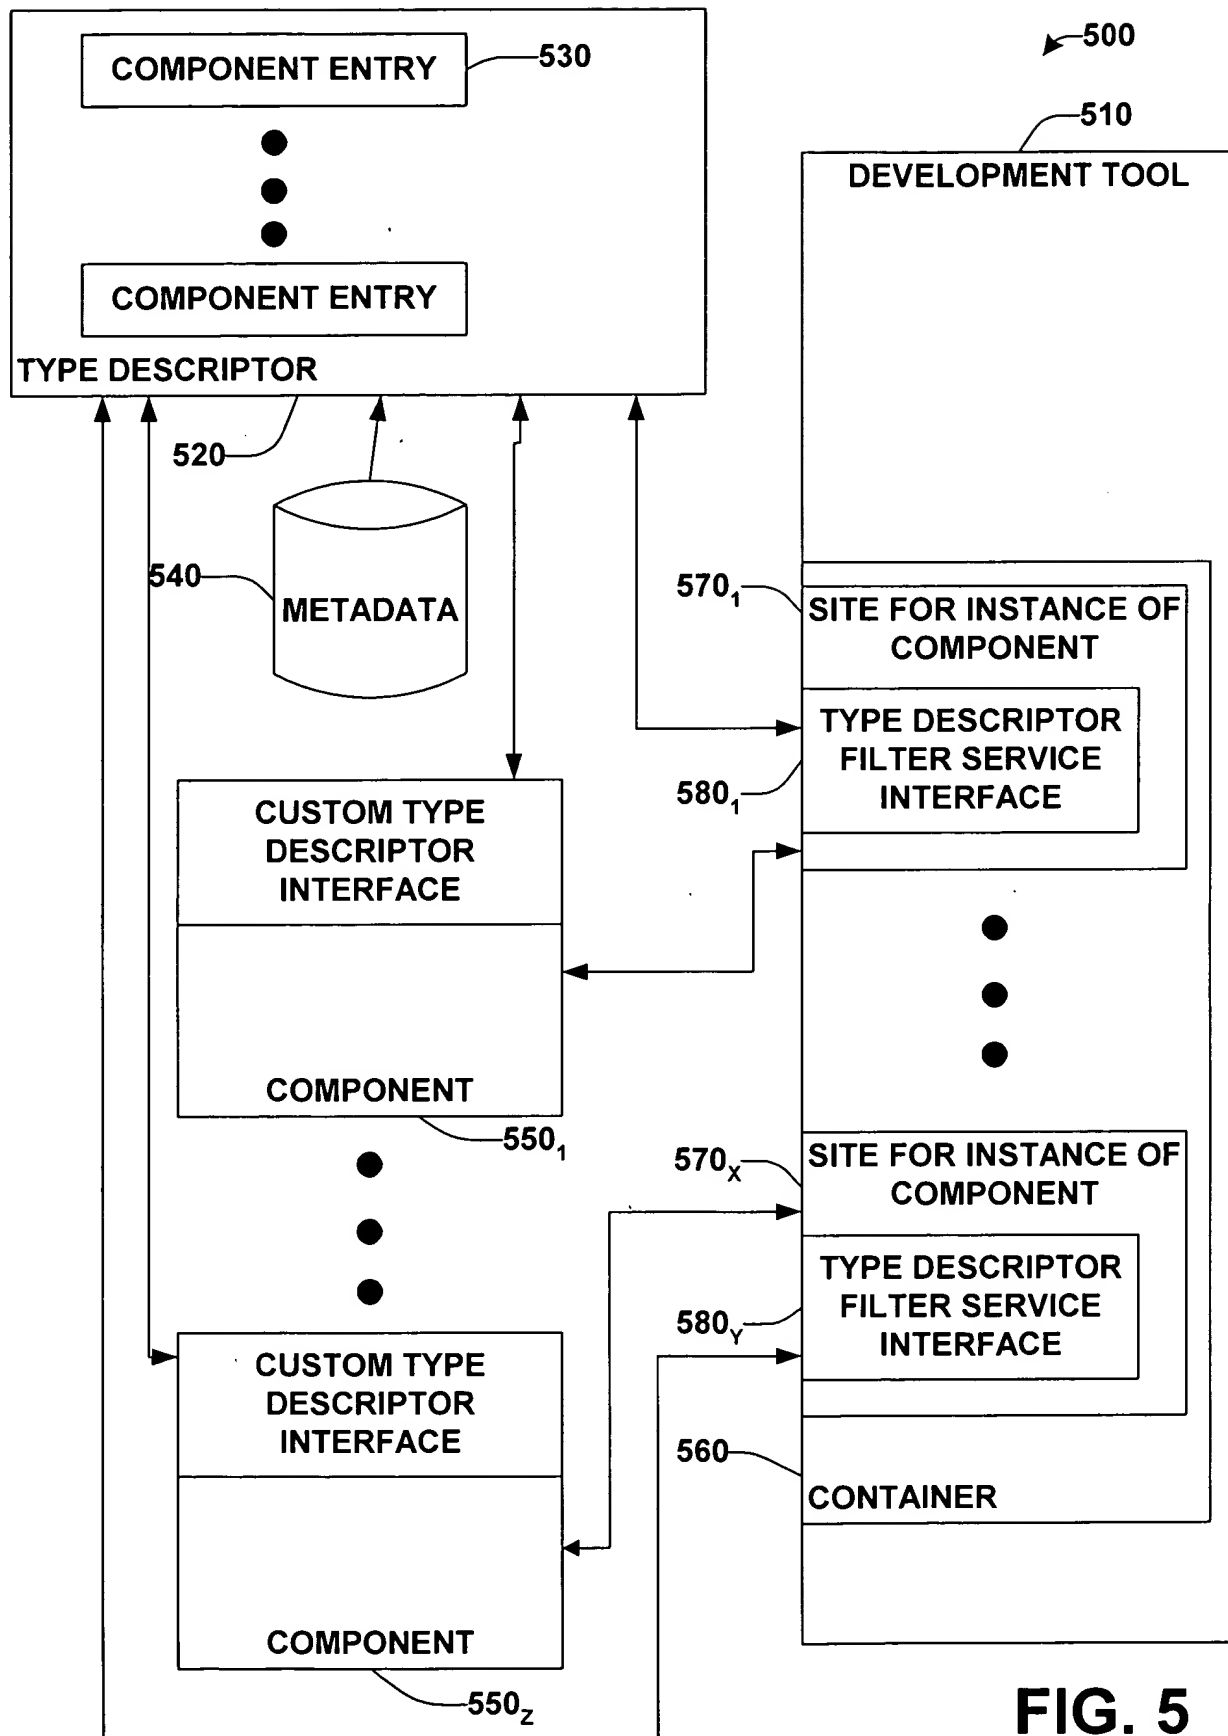 COMPONENT ENTRY
530
500
510
DEVELOPMENT TOOL
COMPONENT ENTRY
TYPE DESCRIPTOR
520
540
METADATA
570₁
SITE FOR INSTANCE OF
COMPONENT
TYPE DESCRIPTOR
FILTER SERVICE
INTERFACE
580₁
CUSTOM TYPE
DESCRIPTOR
INTERFACE
COMPONENT
550₁
570X
SITE FOR INSTANCE OF
COMPONENT
TYPE DESCRIPTOR
FILTER SERVICE
INTERFACE
580Y
CUSTOM TYPE
DESCRIPTOR
INTERFACE
560
CONTAINER
COMPONENT
550Z
FIG. 5